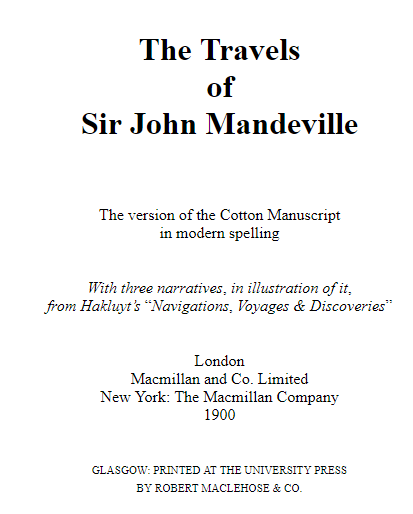 The Travels
of
Sir John Mandeville
The version of the Cotton Manuscript
in modern spelling
With three narratives, in illustration of it,
from Hakluyt’s “Navigations, Voyages & Discoveries”
London
Macmillan and Co. Limited
New York: The Macmillan Company
1900
GLASGOW: PRINTED AT THE UNIVERSITY PRESS
BY ROBERT MACLEHOSE & CO.